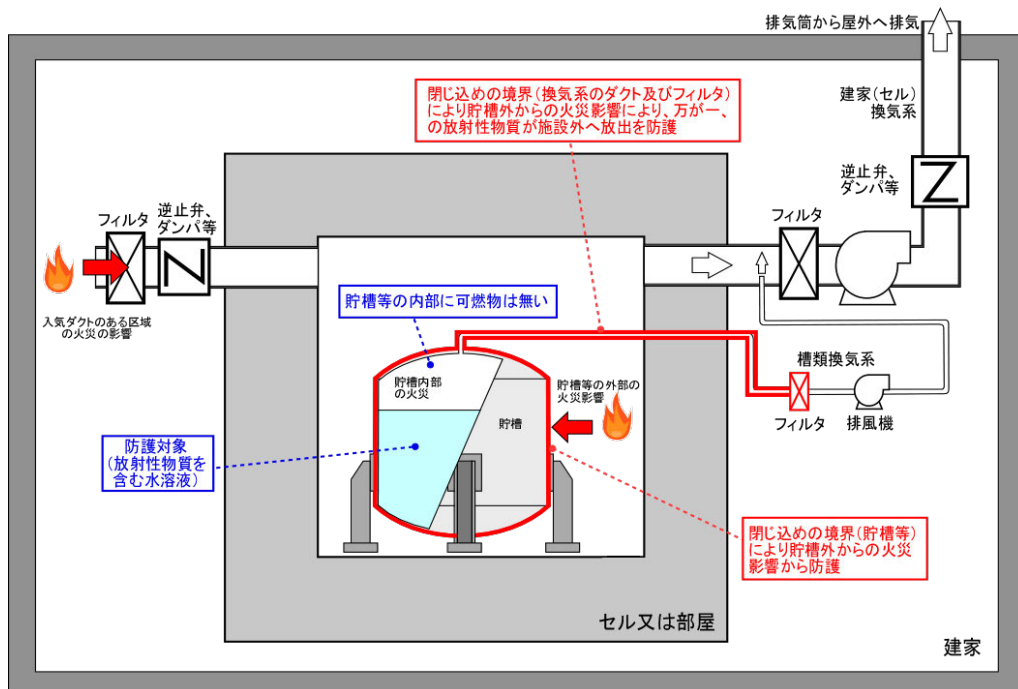 排気筒から屋外へ排気
閉じ込めの境界(換気系のダクト及びフィルタ)
により貯槽外からの火災影響により、万が一、
の放射性物質が施設外へ放出を防護
建家(セル)
換気系
逆止弁、
ダンパ等
フィルタ
逆止弁、
ダンパ等
フィルタ
入気ダクトのある区域
の火災の影響
貯槽等の内部に可燃物は無い
槽類換気系
フィルタ
排風機
貯槽内部
の火災
貯槽
貯槽等の外部の
火災影響
防護対象
(放射性物質を
含む水溶液)
閉じ込めの境界(貯槽等)
により貯槽外からの火災
影響から防護
セル又は部屋
建家